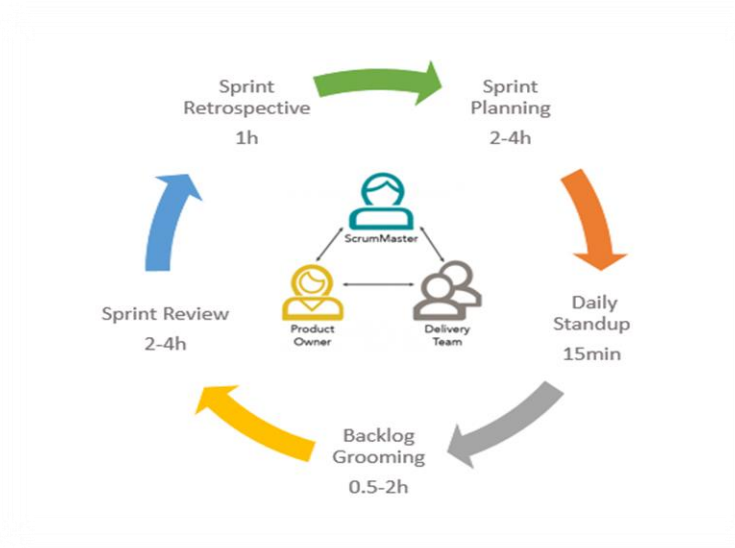 Sprint
Retrospective
1h
Sprint
Planning
2-4h
ScrumMaster
Sprint Review
2-4h
Product
Owner
Delivery
Team
Daily
Standup
15min
Backlog
Grooming
0.5-2h